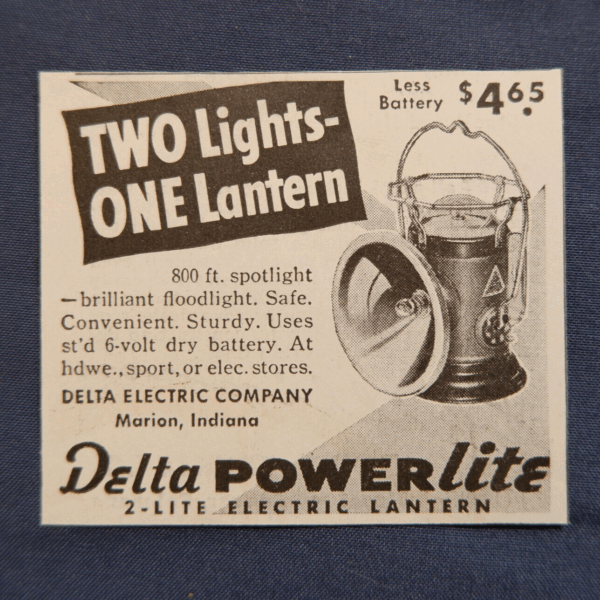 TWO Lights-
ONE Lantern
Less
Battery $4.65
800 ft. spotlight
—brilliant floodlight. Safe.
Convenient. Sturdy. Uses
st'd 6-volt dry battery. At
hdwe., sport, or elec. stores.
DELTA ELECTRIC COMPANY
Marion, Indiana
Delta POWERlite
2-LITE ELECTRIC LANTERN